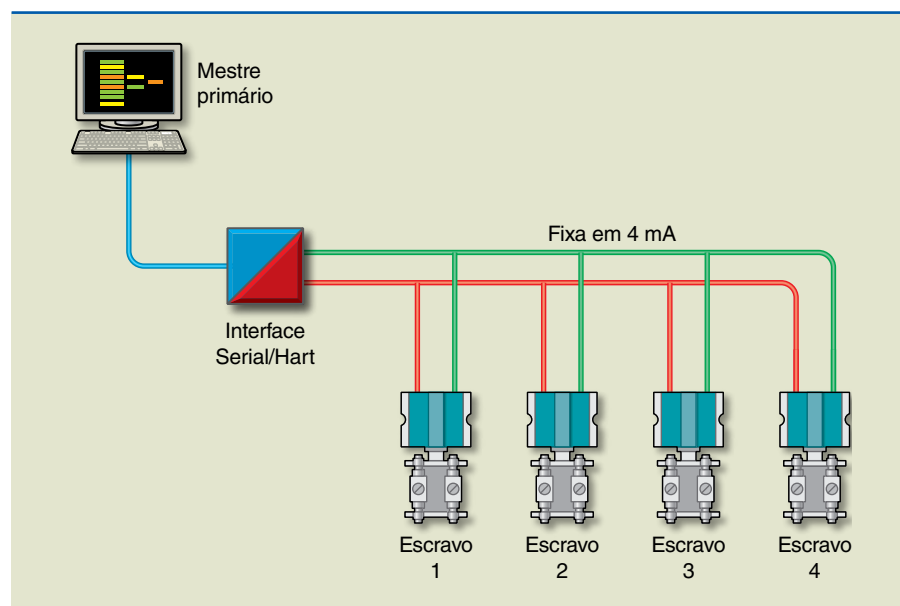 Mestre
primário
Fixa em 4 mA
Interface
Serial/Hart
Escravo
1
Escravo
2
Escravo
3
Escravo
4